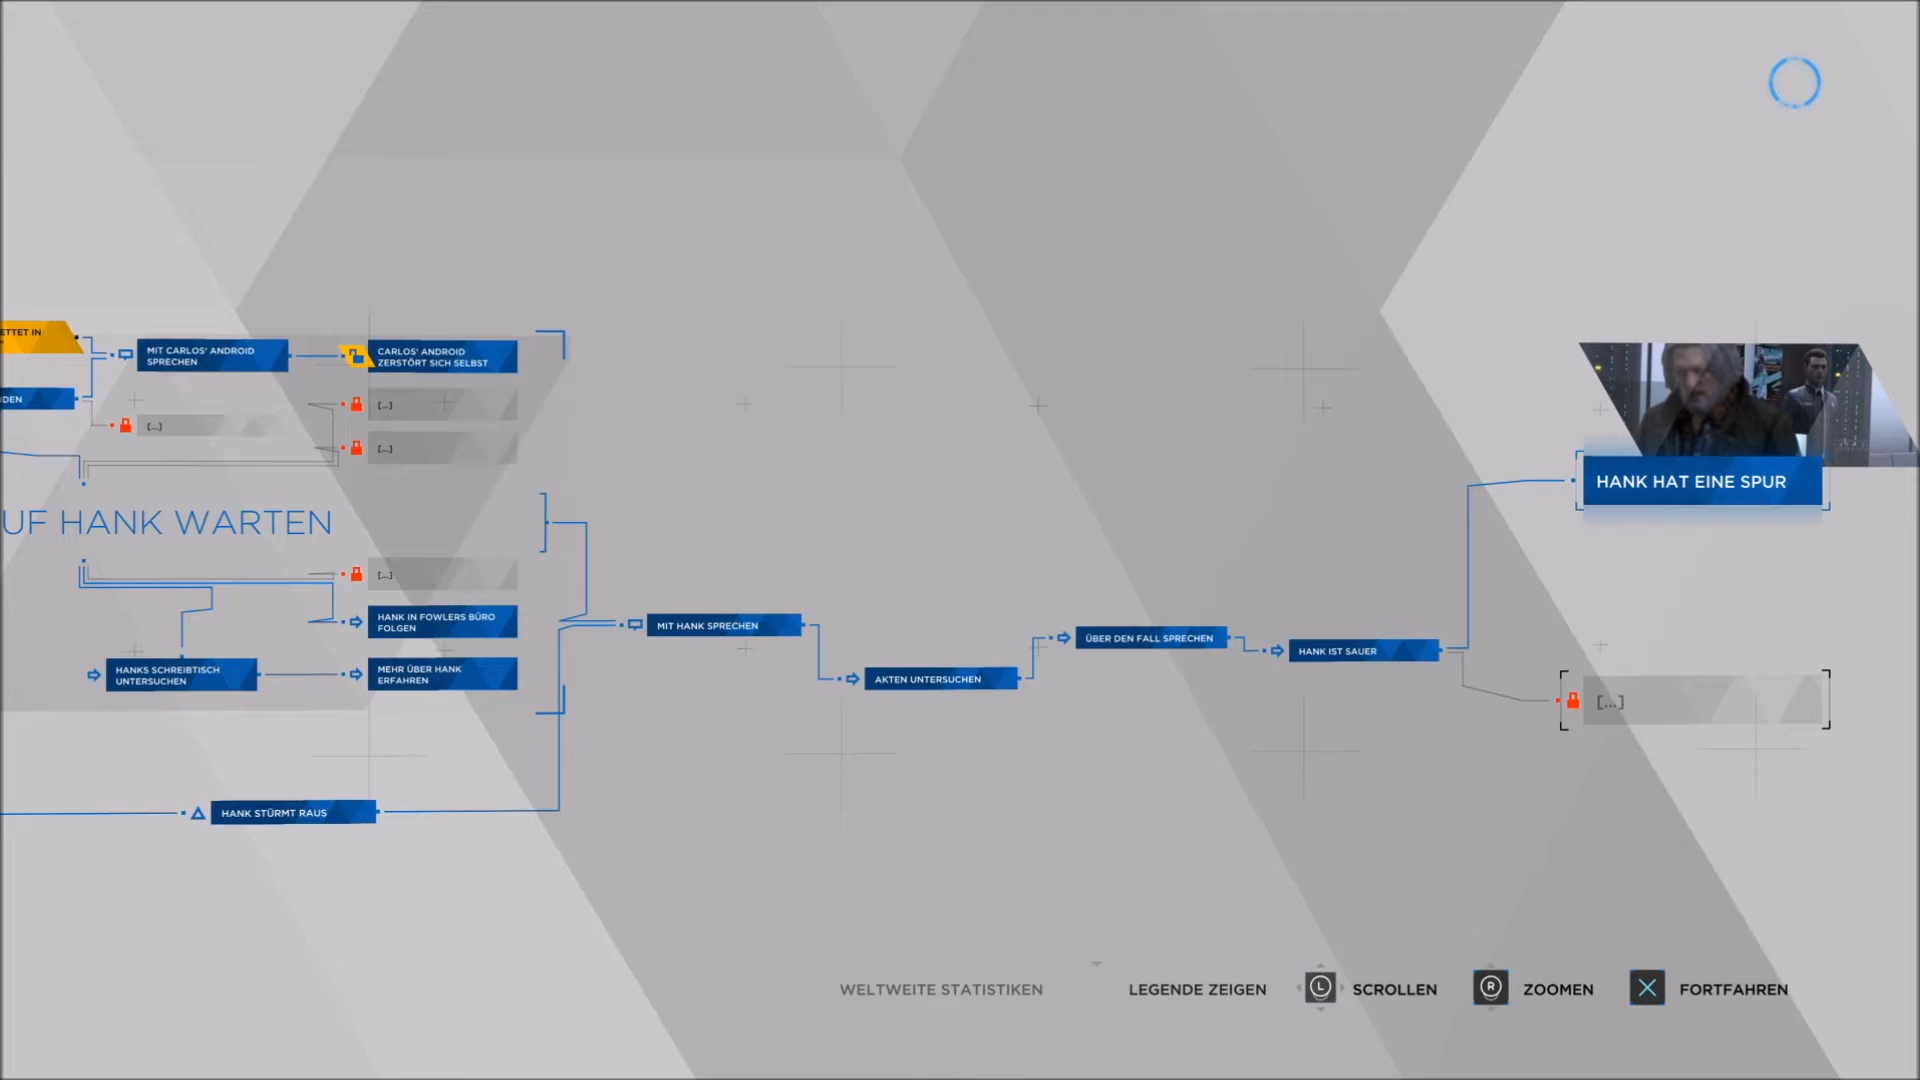 ETTET IN
MIT CARLOS' ANDROID
SPRECHEN
CARLOS' ANDROID
ZERSTÖRT SICH SELBST
IDEN
[...]
[...]
[...]
UF HANK WARTEN
[...]
HANK IN FOWLERS BÜRO
FOLGEN
HANKS SCHREIBTISCH
UNTERSUCHEN
MEHR ÜBER HANK
ERFAHREN
HANK STÜRMT RAUS
MIT HANK SPRECHEN
AKTEN UNTERSUCHEN
ÜBER DEN FALL SPRECHEN
HANK IST SAUER
HANK HAT EINE SPUR
[...]
WELTWEITE STATISTIKEN
LEGENDE ZEIGEN
L SCROLLEN
R ZOOMEN
FORTFAHREN